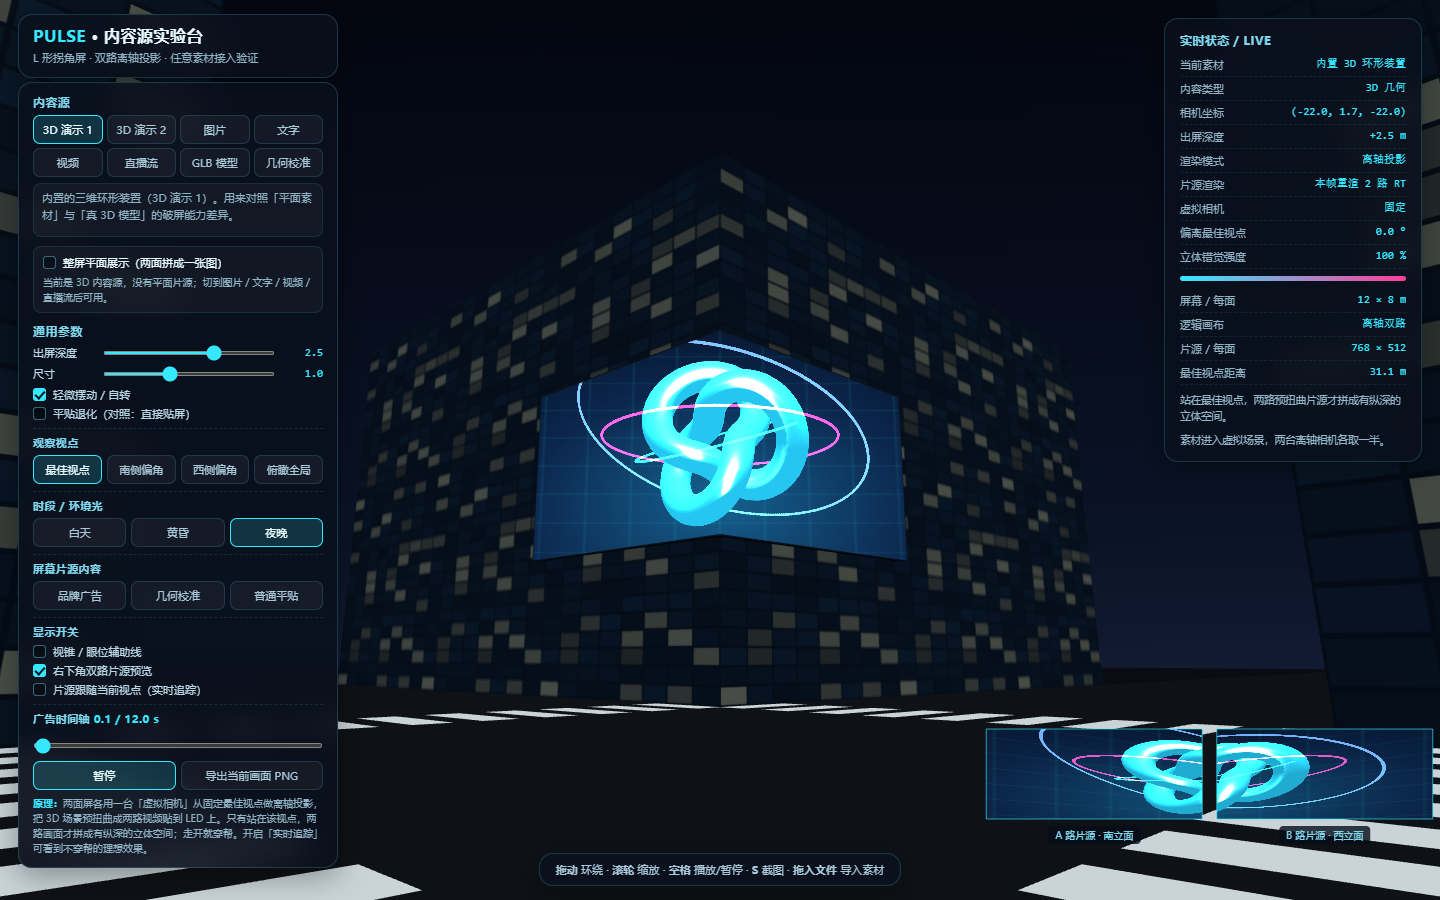 PULSE • 内容源实验台
L 形拐角屏 · 双路离轴投影 · 任意素材接入验证
内容源
3D 演示 1
3D 演示 2
图片
文字
视频
直播流
GLB 模型
几何校准
内置的三维环形装置（3D 演示 1）。用来对照「平面素
材」与「真 3D 模型」的破屏能力差异。
整屏平面展示（两面拼成一张图）
当前是 3D 内容源，没有平面片源；切到图片 / 文字 / 视频 /
直播流后可用。
通用参数
出屏深度 2.5
尺寸 1.0
轻微摆动 / 自转
平贴退化（对照：直接贴屏）
观察视点
最佳视点
南侧偏角
西侧偏角
俯瞰全局
时段 / 环境光
白天
黄昏
夜晚
屏幕片源内容
品牌广告
几何校准
普通平贴
显示开关
视锥 / 眼位辅助线
右下角双路片源预览
片源跟随当前视点（实时追踪）
广告时间轴 0.1 / 12.0 s
暂停
导出当前画面 PNG
原理：两面屏各用一台「虚拟相机」从固定最佳视点做离轴投影，
把 3D 场景预扭曲成两路视频贴到 LED 上。只有站在该视点，两
路画面才拼成有纵深的立体空间；走开就穿帮。开启「实时追踪」
可看到不穿帮的理想效果。
实时状态 / LIVE
当前素材 内置 3D 环形装置
内容类型 3D 几何
相机坐标 (-22.0, 1.7, -22.0)
出屏深度 +2.5 m
渲染模式 离轴投影
片源渲染 本帧重渲 2 路 RT
虚拟相机 固定
偏离最佳视点 0.0 °
立体错觉强度 100 %
屏幕 / 每面 12 × 8 m
逻辑画布 离轴双路
片源 / 每面 768 × 512
最佳视点距离 31.1 m
站在最佳视点，两路预扭曲片源才拼成有纵深的
立体空间。
素材进入虚拟场景，两台离轴相机各取一半。
A 路片源 · 南立面
B 路片源 · 西立面
拖动 环绕 · 滚轮 缩放 · 空格 播放/暂停 · S 截图 · 拖入文件 导入素材